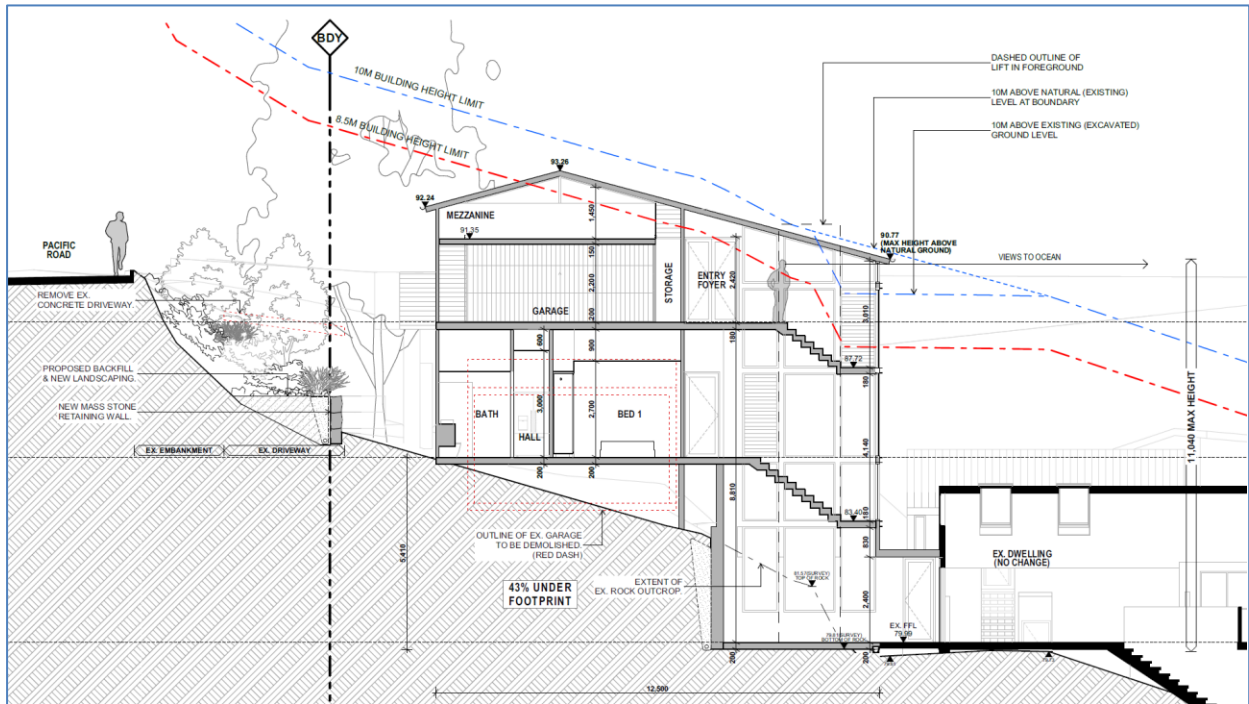 BDY
10M BUILDING HEIGHT LIMIT
8.5M BUILDING HEIGHT LIMIT
DASHED OUTLINE OF
LIFT IN FOREGROUND
10M ABOVE NATURAL (EXISTING)
LEVEL AT BOUNDARY
10M ABOVE EXISTING (EXCAVATED)
GROUND LEVEL
93.26
92.24
MEZZANINE
1,450
91.35
150
90.77
(MAX HEIGHT ABOVE
NATURAL GROUND)
VIEWS TO OCEAN
PACIFIC
ROAD
REMOVE EX.
CONCRETE DRIVEWAY.
2,200
STORAGE
ENTRY
FOYER
2,420
GARAGE
200
3,010
180
87.72
180
600
900
PROPOSED BACKFILL
& NEW LANDSCAPING.
NEW MASS STONE
RETAINING WALL.
BATH
3,000
HALL
2,700
BED 1
4,140
11,040 MAX HEIGHT
EX. EMBANKMENT
EX. DRIVEWAY
200
200
8,810
83.40
180
830
5,410
OUTLINE OF EX. GARAGE
TO BE DEMOLISHED.
(RED DASH)
43% UNDER
FOOTPRINT
EXTENT OF
EX. ROCK OUTCROP.
TOP OF ROCK
2,400
EX. DWELLING
(NO CHANGE)
EX. FFL
79.99
BOTTOM OF ROCK
200
200
12,500